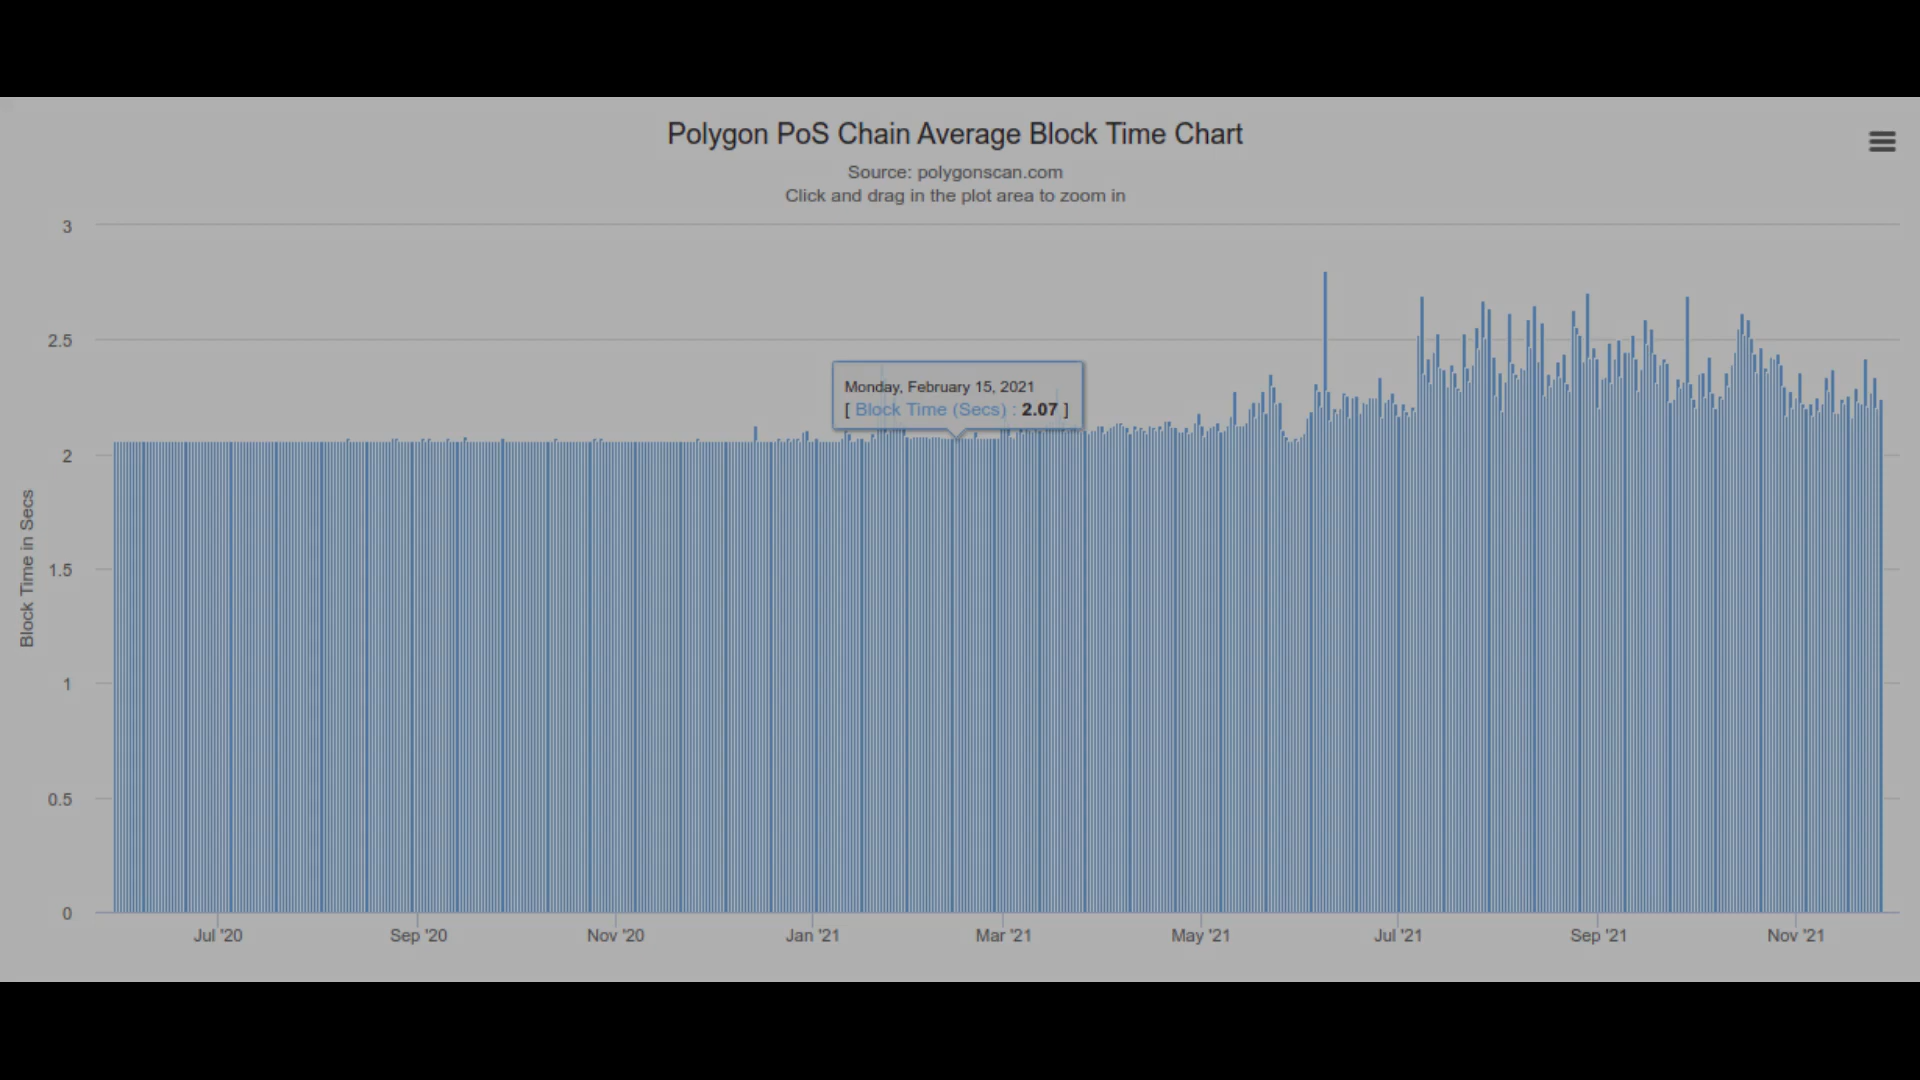 Polygon PoS Chain Average Block Time Chart
Source: polygonscan.com
Click and drag in the plot area to zoom in
3
2.5
2
1.5
1
0.5
0
Block Time in Secs
Monday, February 15, 2021
[ Block Time (Secs) : 2.07 ]
Jul '20
Sep '20
Nov '20
Jan '21
Mar '21
May '21
Jul '21
Sep '21
Nov '21